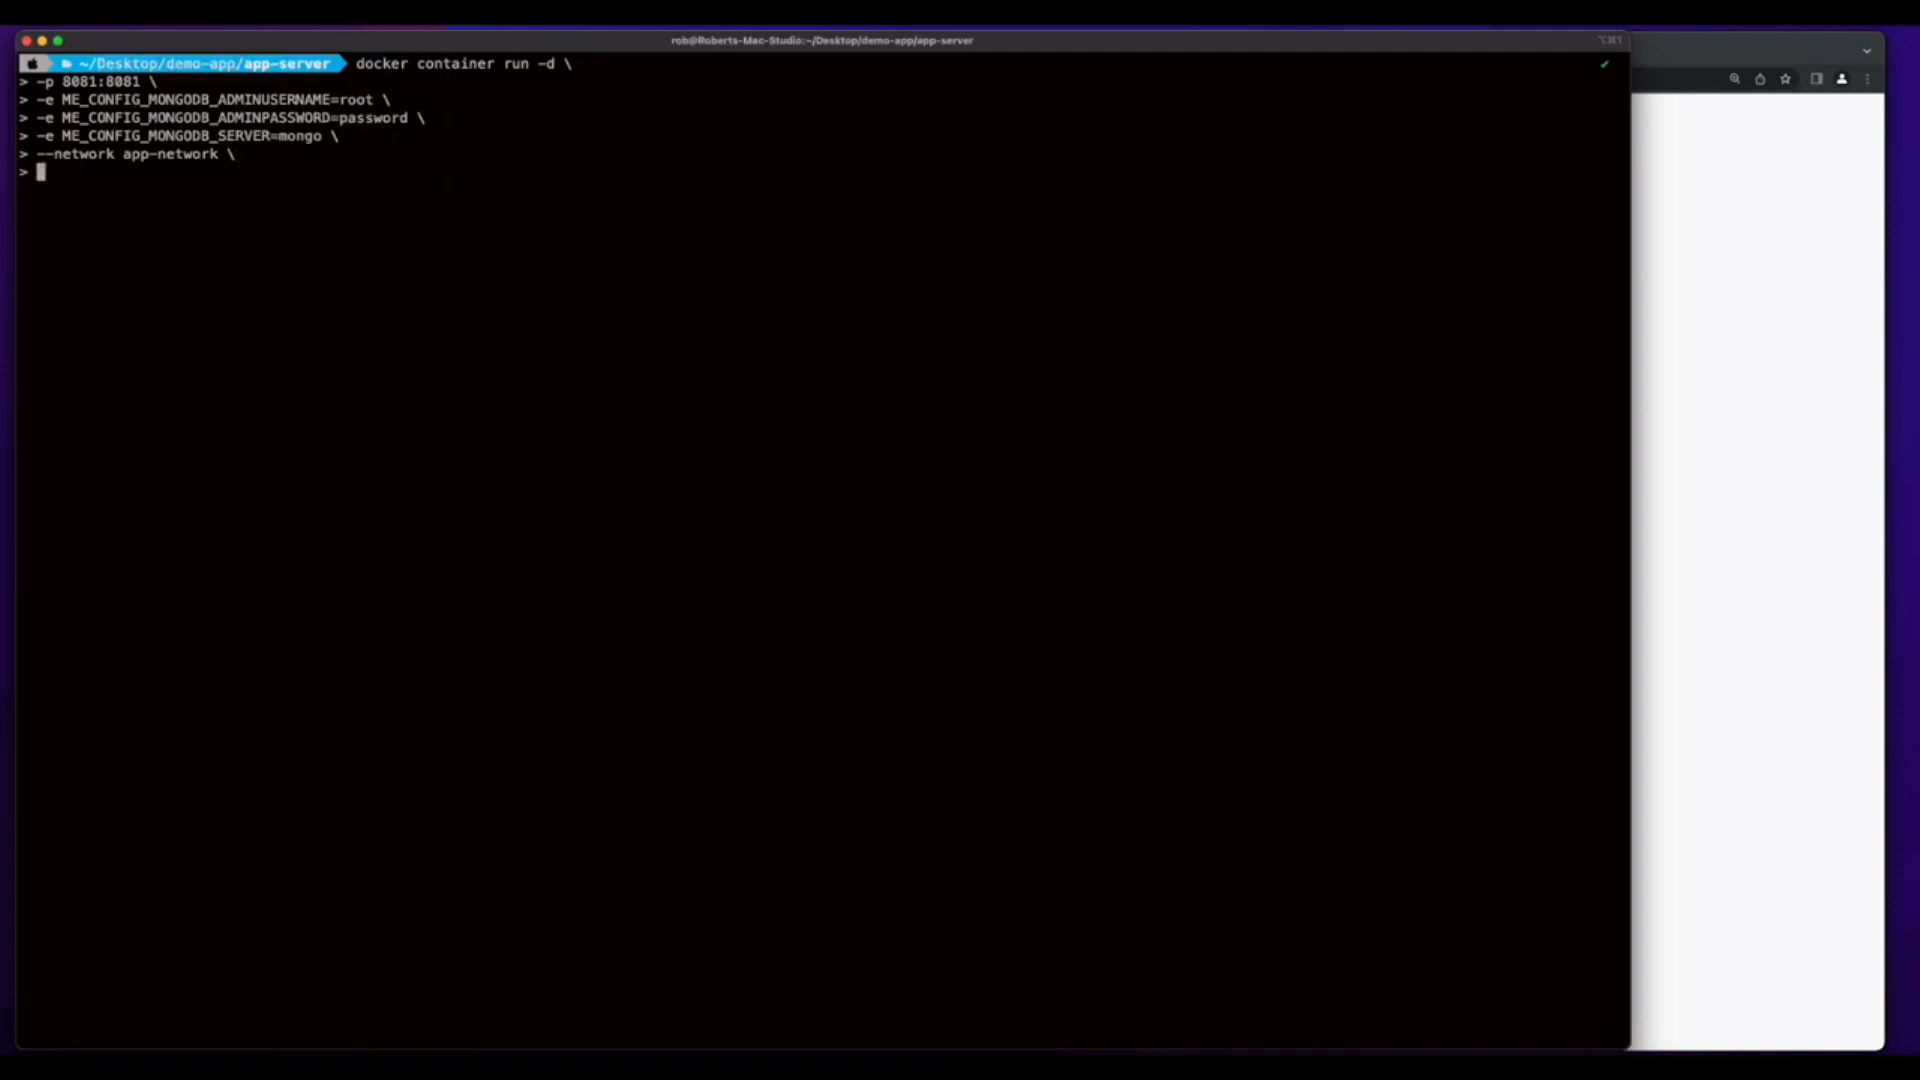 rob@Roberts-Mac-Studio:~/Desktop/demo-app/app-server
⌥⌘1
~/Desktop/demo-app/app-server docker container run -d \
> -p 8081:8081 \
> -e ME_CONFIG_MONGODB_ADMINUSERNAME=root \
> -e ME_CONFIG_MONGODB_ADMINPASSWORD=password \
> -e ME_CONFIG_MONGODB_SERVER=mongo \
> --network app-network \
>